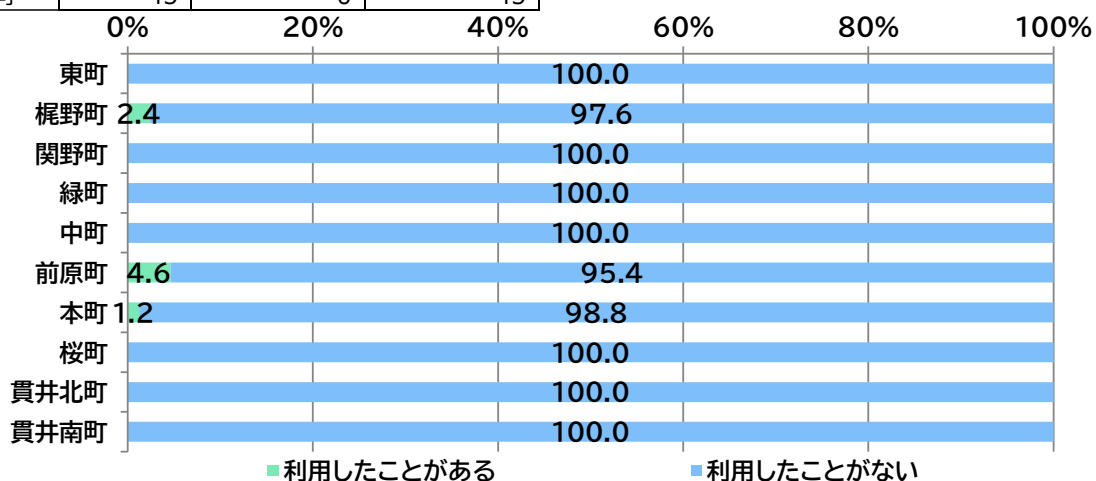 0% 20% 40% 60% 80% 100%
東町 100.0
梶野町 2.4 97.6
関野町 100.0
緑町 100.0
中町 100.0
前原町 4.6 95.4
本町 1.2 98.8
桜町 100.0
貫井北町 100.0
貫井南町 100.0
利用したことがある 利用したことがない